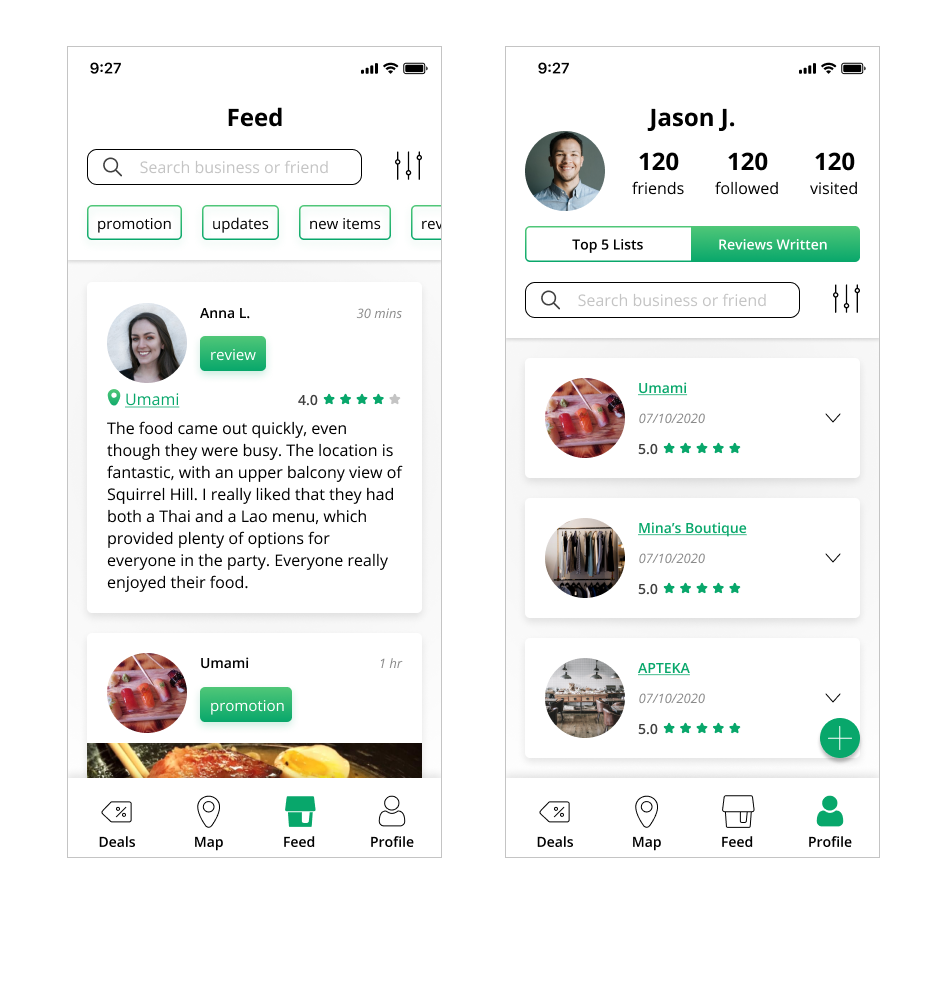 9:27
Feed
Search business or friend
promotion updates new items rev
Anna L. 30 mins
review
Umami 4.0
The food came out quickly, even
though they were busy. The location is
fantastic, with an upper balcony view of
Squirrel Hill. I really liked that they had
both a Thai and a Lao menu, which
provided plenty of options for
everyone in the party. Everyone really
enjoyed their food.
Umami 1 hr
promotion
Deals Map Feed Profile
9:27
Jason J.
120 120 120
friends followed visited
Top 5 Lists Reviews Written
Search business or friend
Umami
07/10/2020
5.0
Mina’s Boutique
07/10/2020
5.0
APTEKA
07/10/2020
5.0
Deals Map Feed Profile